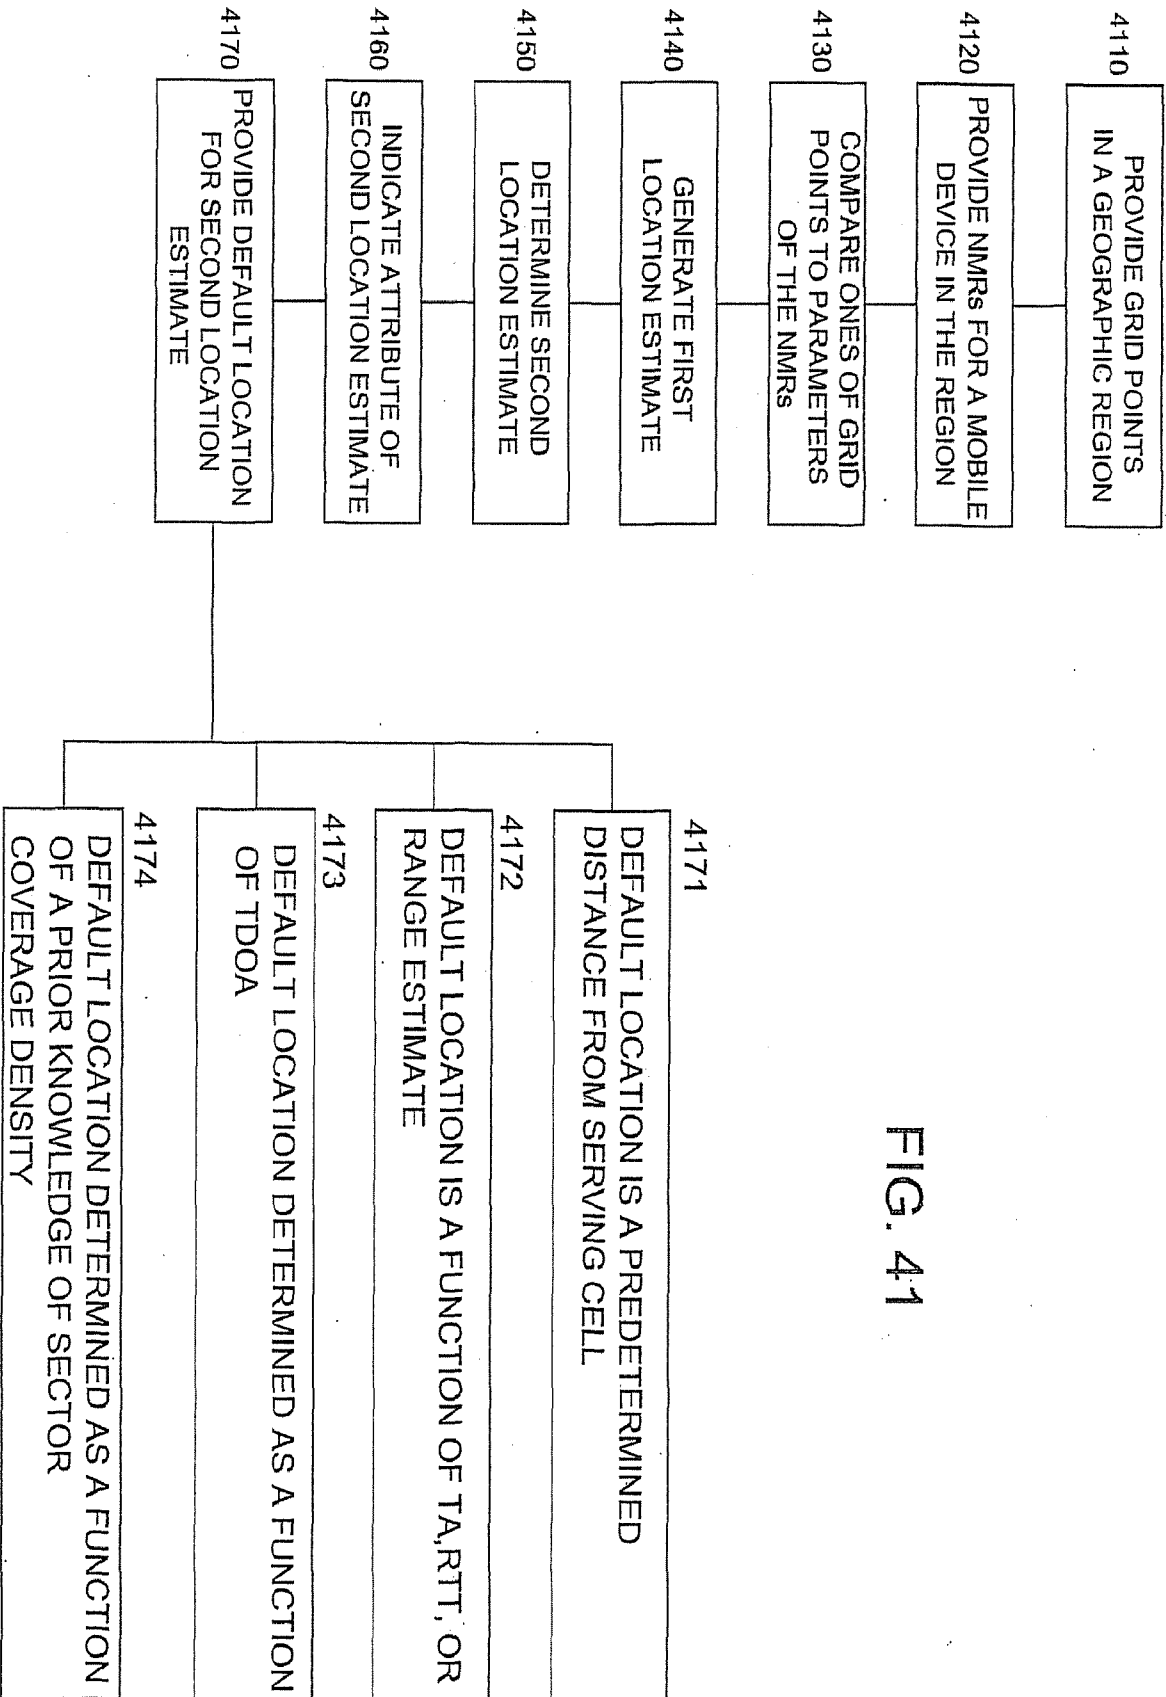 4110
PROVIDE GRID POINTS
IN A GEOGRAPHIC REGION
4120
PROVIDE NMRs FOR A MOBILE
DEVICE IN THE REGION
4130
COMPARE ONES OF GRID
POINTS TO PARAMETERS
OF THE NMRs
4140
GENERATE FIRST
LOCATION ESTIMATE
4150
DETERMINE SECOND
LOCATION ESTIMATE
4160
INDICATE ATTRIBUTE OF
SECOND LOCATION ESTIMATE
4170
PROVIDE DEFAULT LOCATION
FOR SECOND LOCATION
ESTIMATE
4171
DEFAULT LOCATION IS A PREDETERMINED
DISTANCE FROM SERVING CELL
4172
DEFAULT LOCATION IS A FUNCTION OF TA,RTT, OR
RANGE ESTIMATE
4173
DEFAULT LOCATION DETERMINED AS A FUNCTION
OF TDOA
4174
DEFAULT LOCATION DETERMINED AS A FUNCTION
OF A PRIOR KNOWLEDGE OF SECTOR
COVERAGE DENSITY
FIG. 41